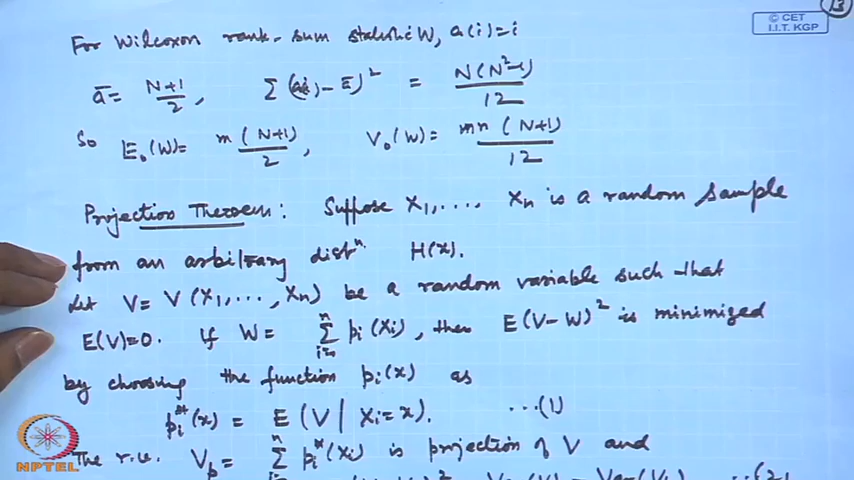 13
© CET
I.I.T. KGP
For Wilcoxon rank-sum statistic W, a(i)=i
ā = N+1/2, Σ(a(i) - ā)² = N(N²-1)/12
So E₀(W) = m(N+1)/2, V₀(W) = mn(N+1)/12
Projection Theorem: Suppose X₁, ...., Xₙ is a random sample
from an arbitrary distⁿ. H(x).
Let V = V(X₁, ..., Xₙ) be a random variable such that
E(V)=0. If W = Σ pᵢ(Xᵢ), then E(V-W)² is minimized
by choosing the function pᵢ(x) as
pᵢ*(x) = E(V | Xᵢ=x). ...(1)
The r.v. Vₚ = Σ pᵢ*(Xᵢ) is projection of V and
NPTEL